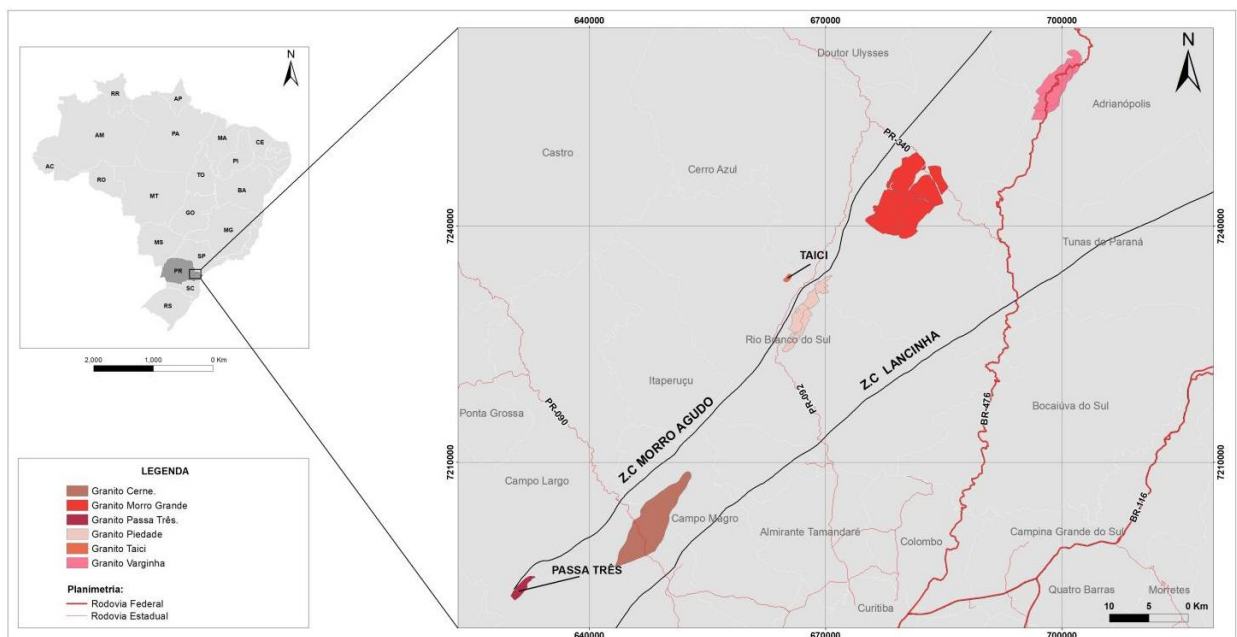 N
RR
AP
AM
PA
MA
CE
PI
AC
TO
RO
BA
MT
GO
MG
MS
SP
PR
SC
RS
2,000 1,000 0 Km
LEGENDA
Granito Cerne.
Granito Morro Grande
Granito Passa Três.
Granito Piedade
Granito Taici
Granito Varginha
Planimetria:
Rodovia Federal
Rodovia Estadual
640000 670000 700000
N
Doutor Ulysses
Adrianópolis
PR-340
Castro
Cerro Azul
7240000 7240000
Tunas do Paraná
TAICI
Rio Branco do Sul
Z.C LANCINHA
Itaperuçu
PR-090
PR-092
Z.C MORRO AGUDO
BR-476
Ponta Grossa
Bocaiúva do Sul
7210000 7210000
Campo Largo
BR-116
Campo Magro
Almirante Tamandaré
Colombo
Campina Grande do Sul
PASSA TRÊS
Quatro Barras
Morretes
Curitiba
10 5 0 Km
640000 670000 700000